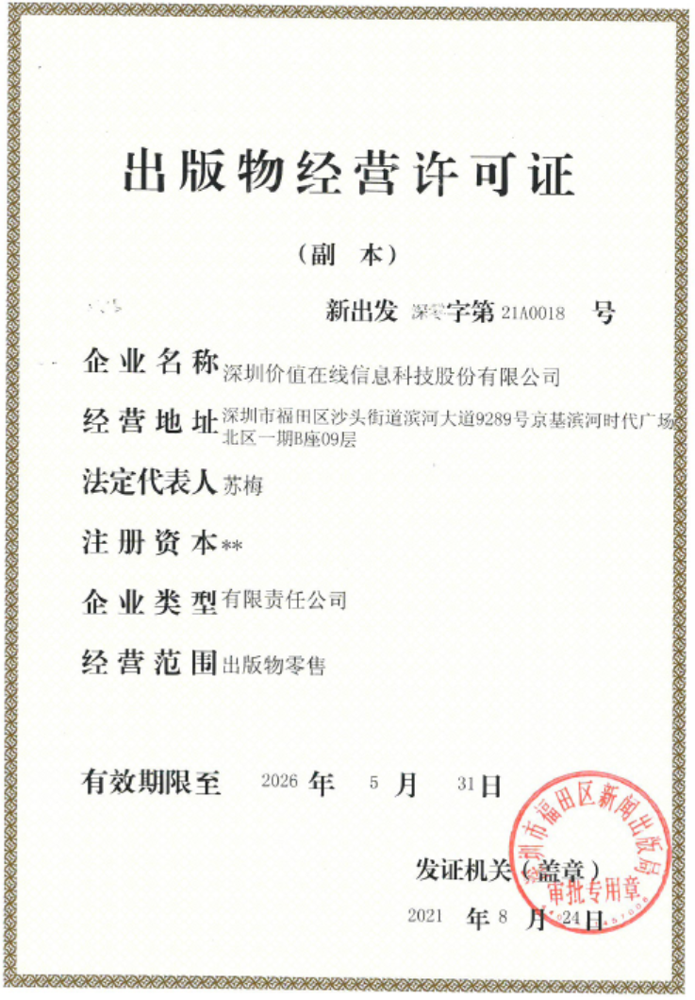 出版物经营许可证
（副 本）
新出发 深零字第 21A0018 号
企业名称 深圳价值在线信息科技股份有限公司
经营地址 深圳市福田区沙头街道滨河大道9289号京基滨河时代广场
北区一期B座09层
法定代表人 苏梅
注册资本 **
企业类型 有限责任公司
经营范围 出版物零售
有效期限至 2026 年 5 月 31 日
深圳市福田区新闻出版局
发证机关（盖章）
审批专用章
2021 年 8 月 24 日